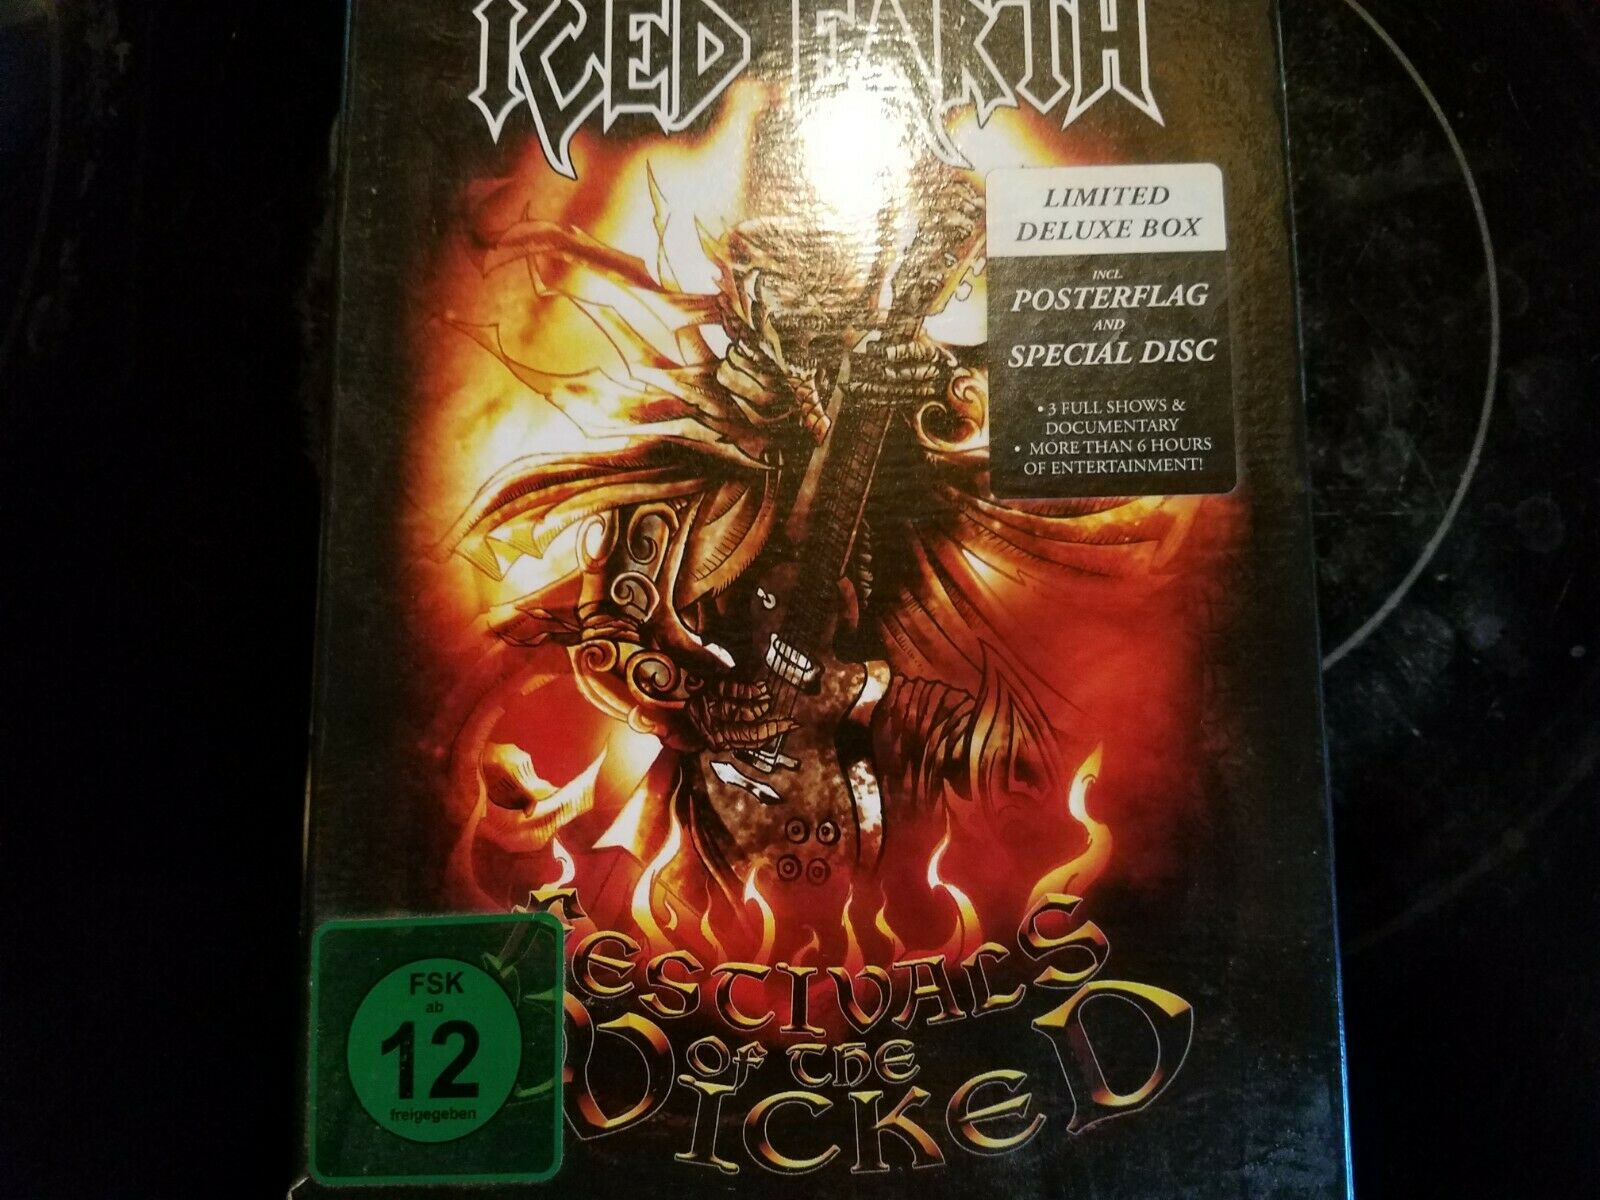 ICED EARTH
LIMITED
DELUXE BOX
INCL.
POSTERFLAG
AND
SPECIAL DISC
• 3 FULL SHOWS &
DOCUMENTARY
• MORE THAN 6 HOURS
OF ENTERTAINMENT!
FESTIVALS
OF THE
WICKED
FSK
ab
12
freigegeben